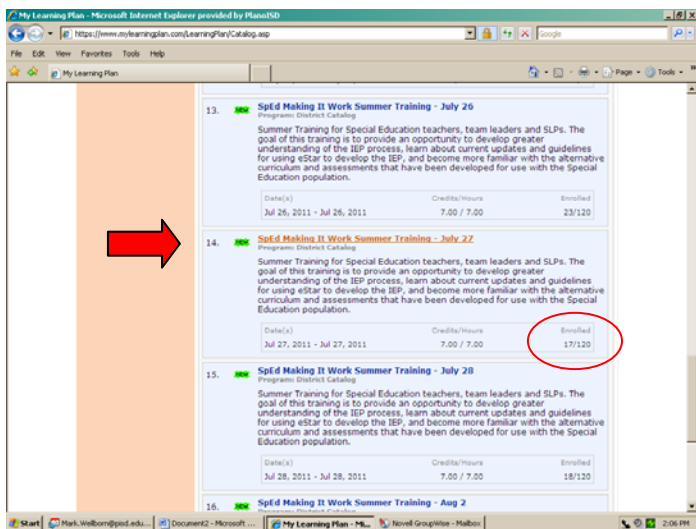 My Learning Plan - Microsoft Internet Explorer provided by PlanoISD
https://www.mylearningplan.com/LearningPlan/Catalog.asp
Google
File Edit View Favorites Tools Help
My Learning Plan
Page Tools
13. new SpEd Making It Work Summer Training - July 26
Program: District Catalog
Summer Training for Special Education teachers, team leaders and SLPs. The
goal of this training is to provide an opportunity to develop greater
understanding of the IEP process, learn about current updates and guidelines
for using eStar to develop the IEP, and become more familiar with the alternative
curriculum and assessments that have been developed for use with the Special
Education population.
Date(s) Credits/Hours Enrolled
Jul 26, 2011 - Jul 26, 2011 7.00 / 7.00 23/120
14. new SpEd Making It Work Summer Training - July 27
Program: District Catalog
Summer Training for Special Education teachers, team leaders and SLPs. The
goal of this training is to provide an opportunity to develop greater
understanding of the IEP process, learn about current updates and guidelines
for using eStar to develop the IEP, and become more familiar with the alternative
curriculum and assessments that have been developed for use with the Special
Education population.
Date(s) Credits/Hours Enrolled
Jul 27, 2011 - Jul 27, 2011 7.00 / 7.00 17/120
15. new SpEd Making It Work Summer Training - July 28
Program: District Catalog
Summer Training for Special Education teachers, team leaders and SLPs. The
goal of this training is to provide an opportunity to develop greater
understanding of the IEP process, learn about current updates and guidelines
for using eStar to develop the IEP, and become more familiar with the alternative
curriculum and assessments that have been developed for use with the Special
Education population.
Date(s) Credits/Hours Enrolled
Jul 28, 2011 - Jul 28, 2011 7.00 / 7.00 18/120
16. new SpEd Making It Work Summer Training - Aug 2
Start Mark.Wellborn@pisd.edu... Document2 - Microsoft ... My Learning Plan - Mi... Novell GroupWise - Mailbox 2:06 PM